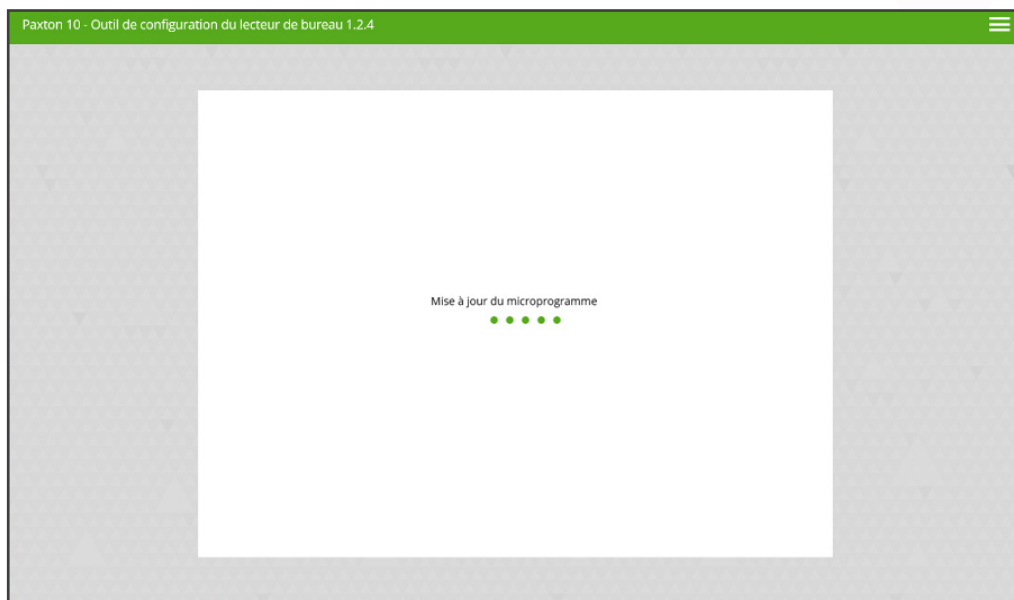 Paxton 10 - Outil de configuration du lecteur de bureau 1.2.4
Mise à jour du microprogramme